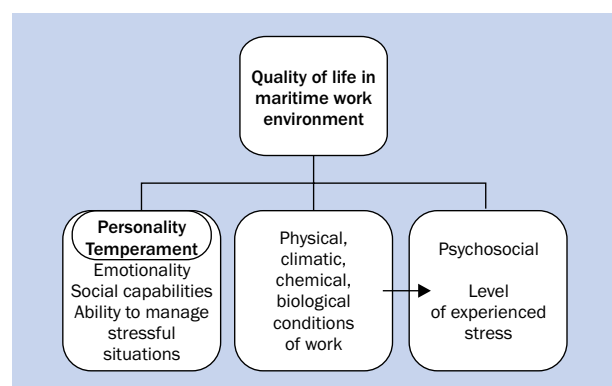 Quality of life in
maritime work
environment
Personality
Temperament
Emotionality
Social capabilities
Ability to manage
stressful
situations
Physical,
climatic,
chemical,
biological
conditions
of work
Psychosocial
Level
of experienced
stress